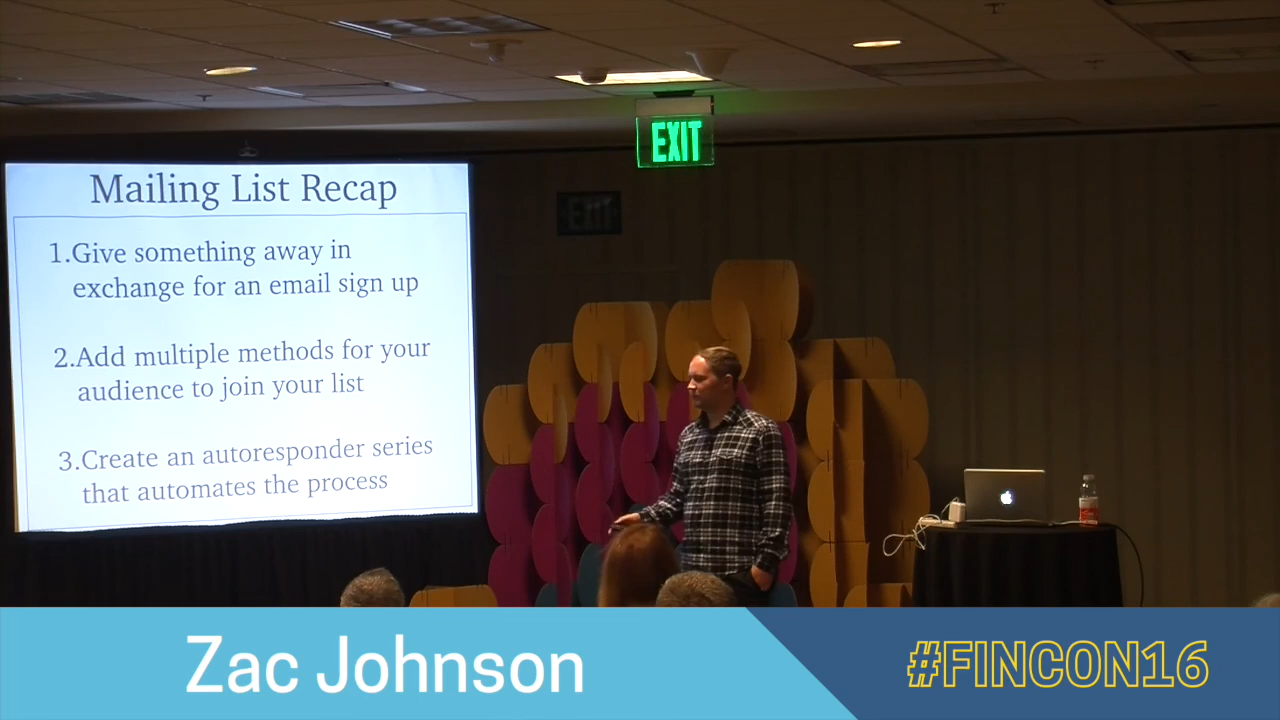 EXIT
EXIT
Mailing List Recap
1.Give something away in
exchange for an email sign up
2.Add multiple methods for your
audience to join your list
3.Create an autoresponder series
that automates the process
Zac Johnson
#FINCON16